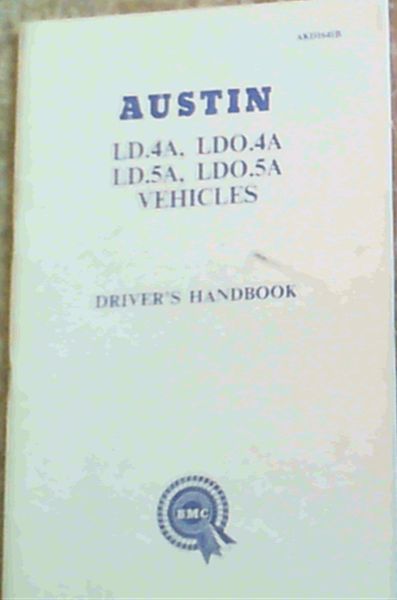 AUSTIN
LD.4A, LDO.4A
LD.5A, LDO.5A
VEHICLES
DRIVER'S HANDBOOK
BMC